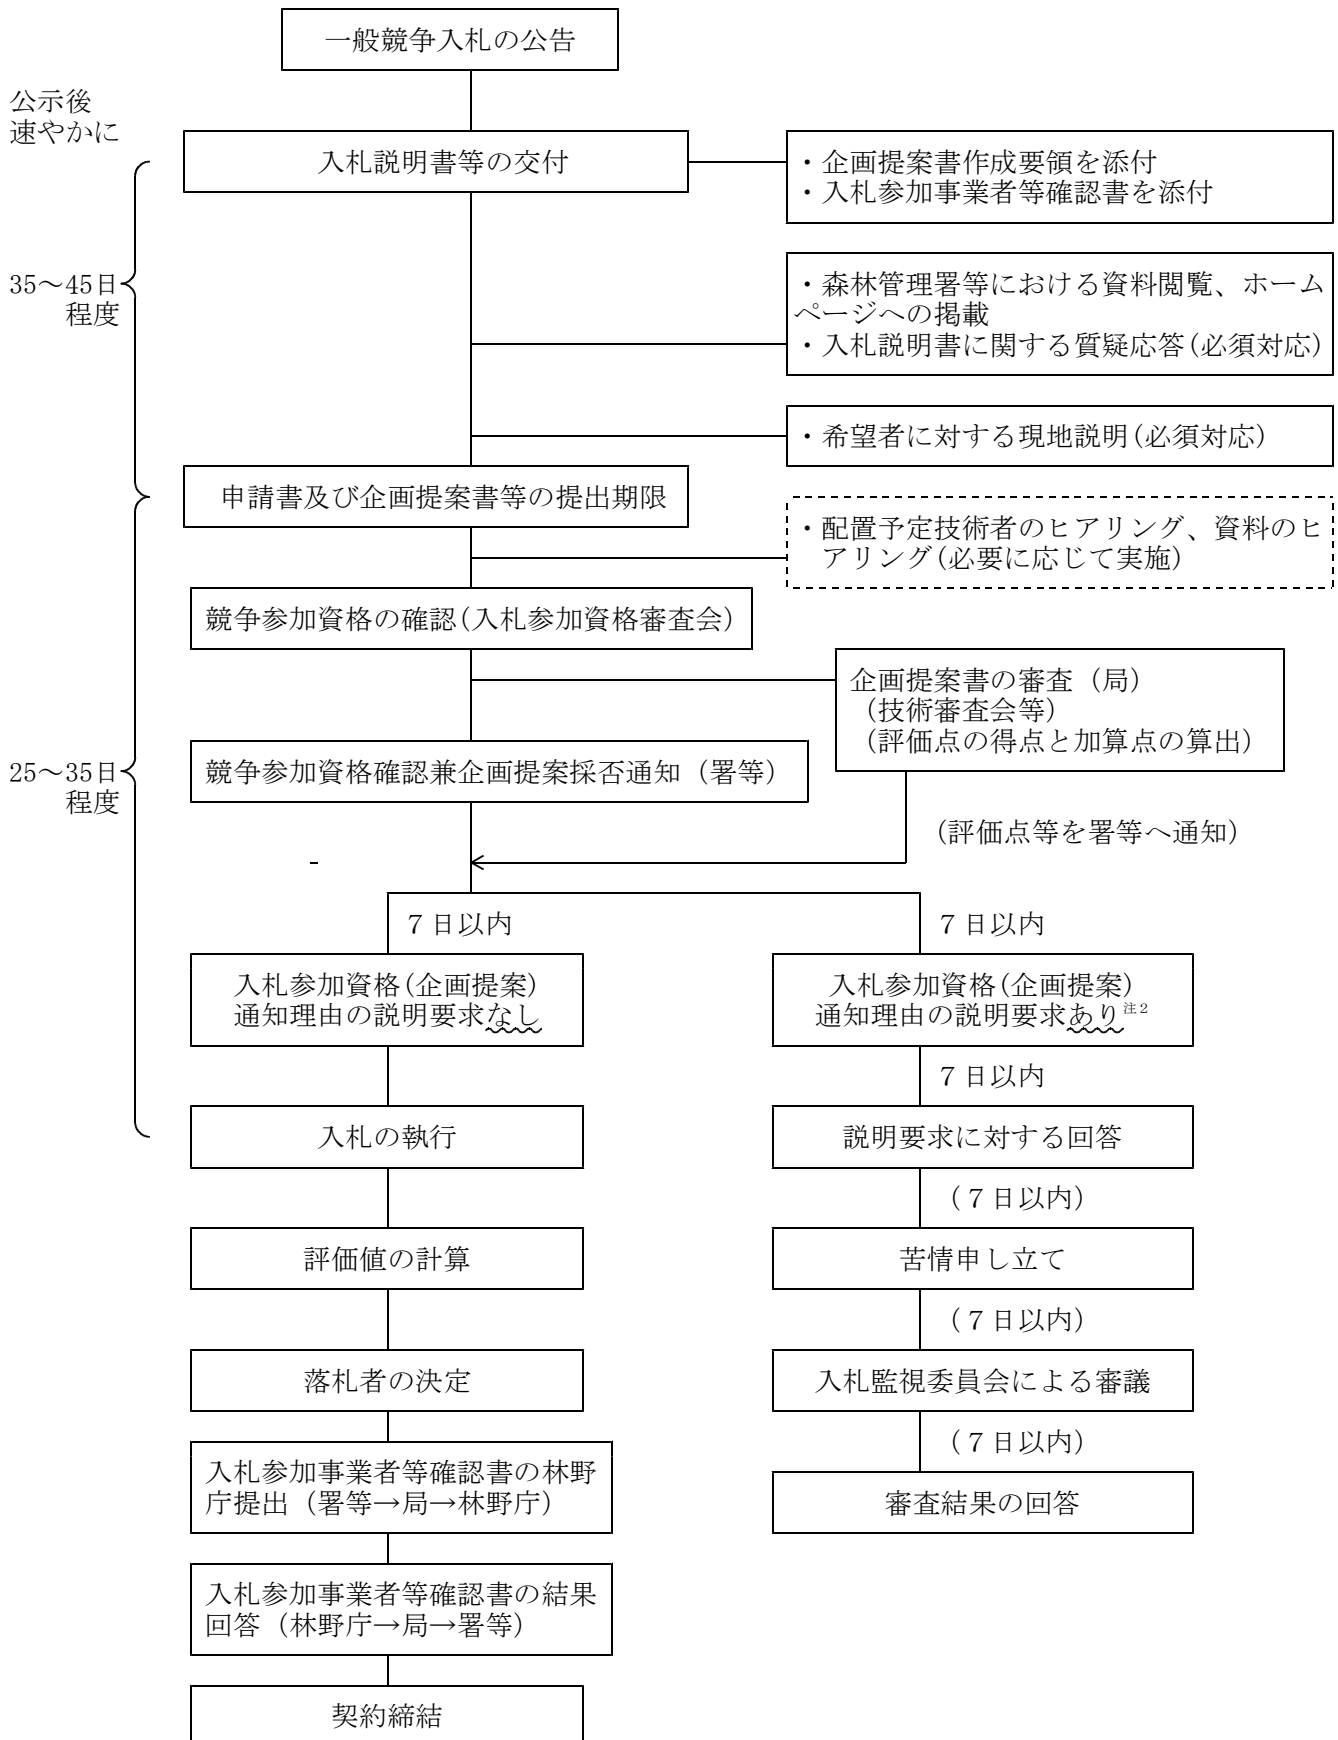 一般競争入札の公告
公示後
速やかに
入札説明書等の交付
・企画提案書作成要領を添付
・入札参加事業者等確認書を添付
35～45日
程度
・森林管理署等における資料閲覧、ホーム
ページへの掲載
・入札説明書に関する質疑応答(必須対応)
・希望者に対する現地説明(必須対応)
申請書及び企画提案書等の提出期限
・配置予定技術者のヒアリング、資料のヒ
アリング(必要に応じて実施)
競争参加資格の確認(入札参加資格審査会)
企画提案書の審査（局）
（技術審査会等）
（評価点の得点と加算点の算出）
25～35日
程度
競争参加資格確認兼企画提案採否通知（署等）
（評価点等を署等へ通知）
７日以内
７日以内
入札参加資格(企画提案)
通知理由の説明要求なし
入札参加資格(企画提案)
通知理由の説明要求あり注2
７日以内
入札の執行
説明要求に対する回答
（７日以内）
評価値の計算
苦情申し立て
（７日以内）
落札者の決定
入札監視委員会による審議
（７日以内）
入札参加事業者等確認書の林野
庁提出（署等→局→林野庁）
審査結果の回答
入札参加事業者等確認書の結果
回答（林野庁→局→署等）
契約締結